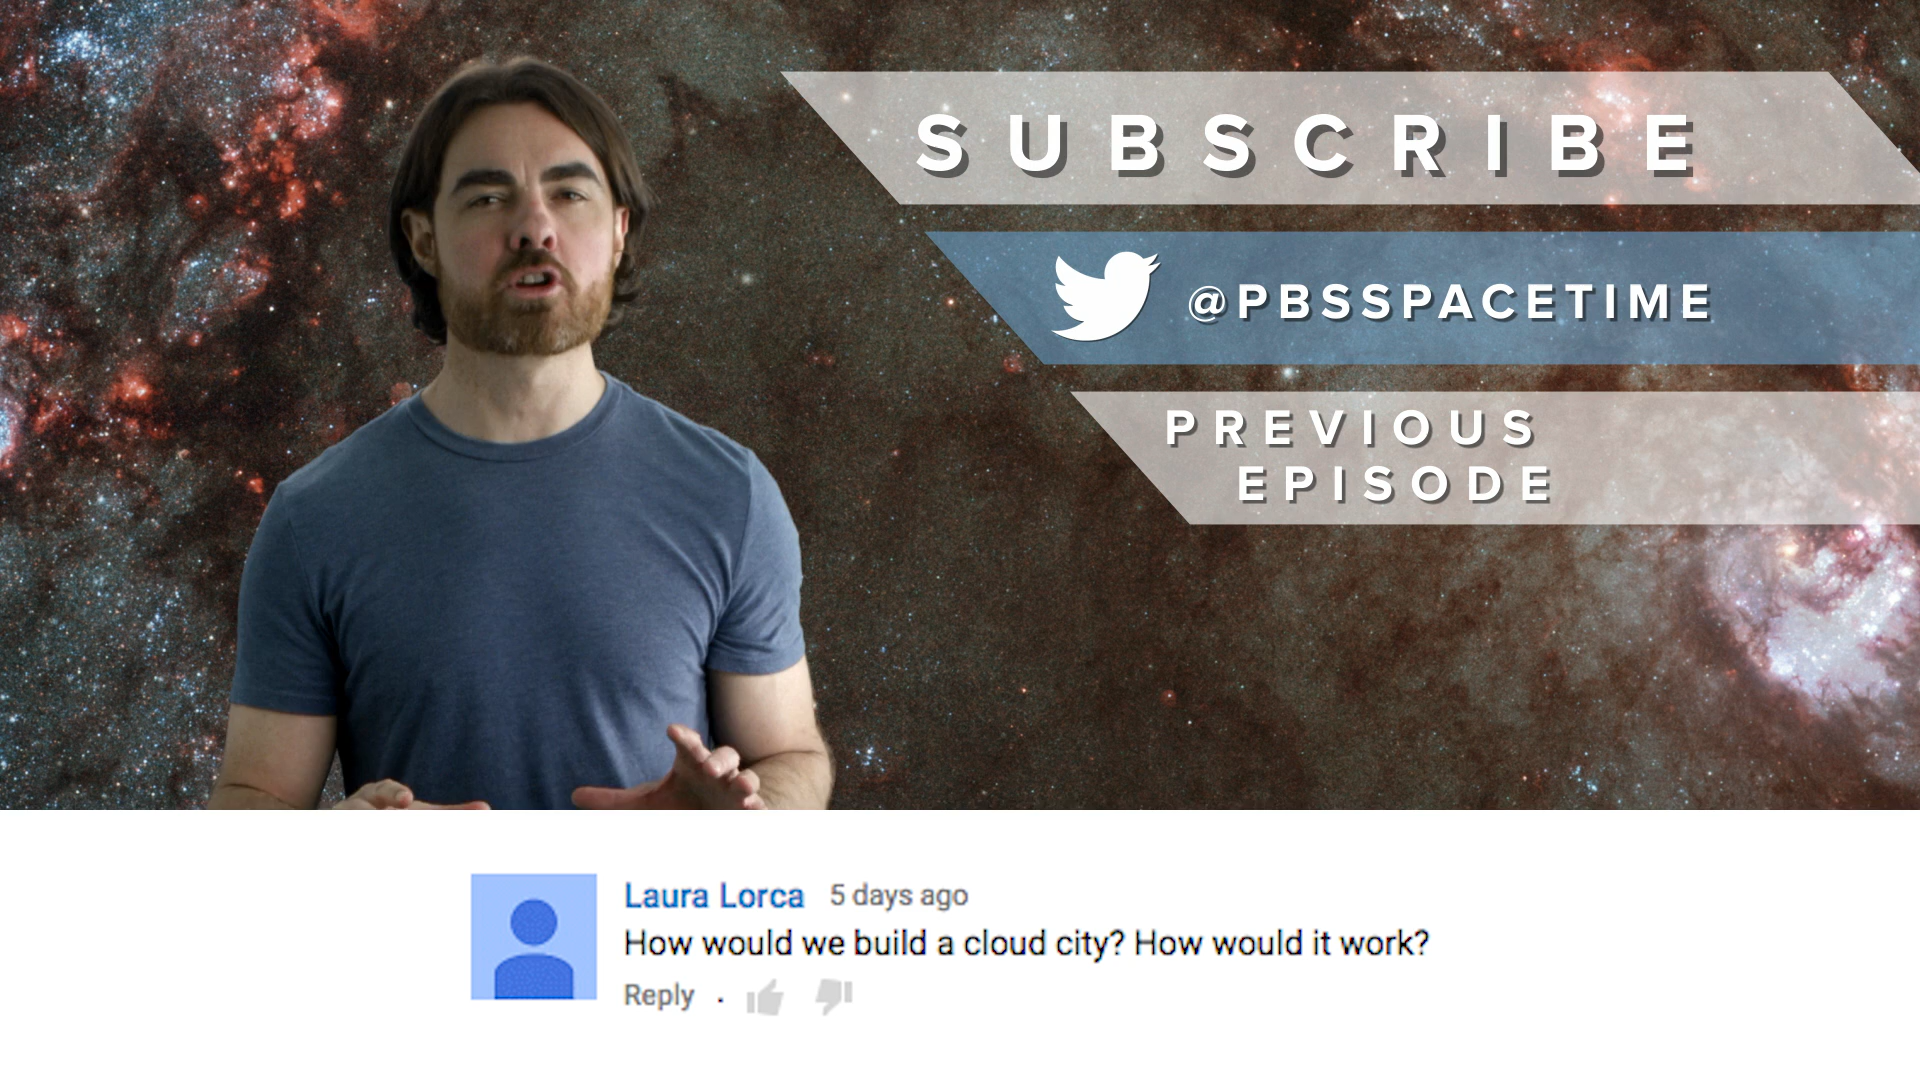 SUBSCRIBE
@PBSSPACETIME
PREVIOUS
EPISODE
Laura Lorca 5 days ago
How would we build a cloud city? How would it work?
Reply .